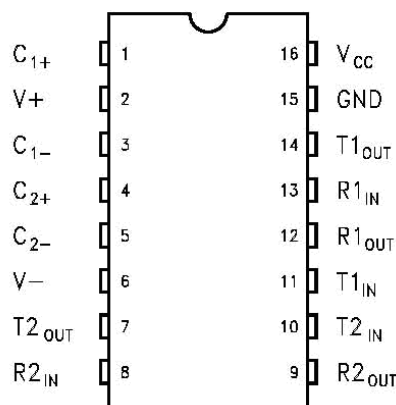 C1+ 1 16 VCC
V+ 2 15 GND
C1− 3 14 T1OUT
C2+ 4 13 R1IN
C2− 5 12 R1OUT
V− 6 11 T1IN
T2OUT 7 10 T2IN
R2IN 8 9 R2OUT